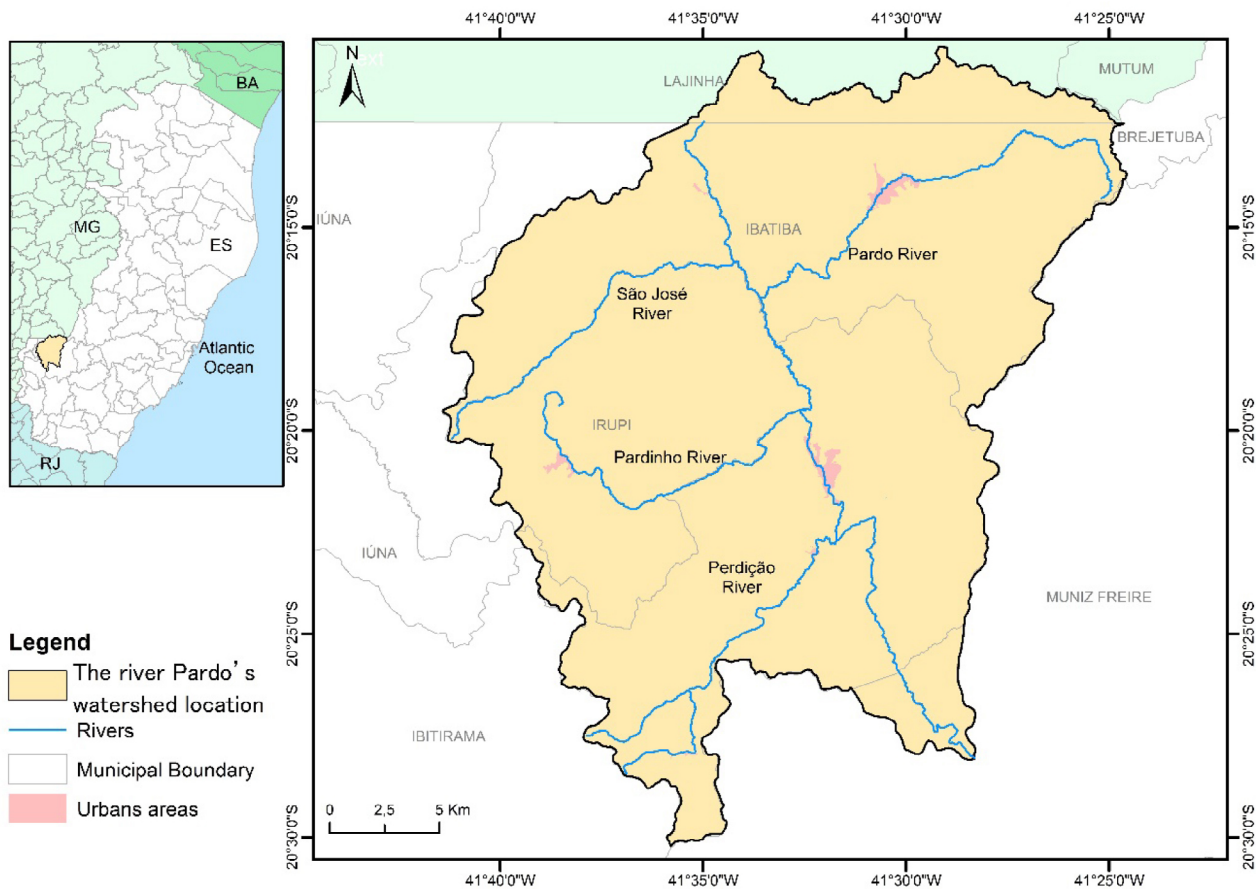 41°40'0"W
41°35'0"W
41°30'0"W
41°25'0"W
BA
MG
ES
Atlantic
Ocean
RJ
N
Text
LAJINHA
MUTUM
BREJETUBA
IÚNA
IBATIBA
Pardo River
São José
River
IRUPI
Pardinho River
IÚNA
Perdição
River
MUNIZ FREIRE
IBITIRAMA
0
2,5
5 Km
20°15'0"S
20°20'0"S
20°25'0"S
20°30'0"S
20°15'0"S
20°20'0"S
20°25'0"S
20°30'0"S
41°40'0"W
41°35'0"W
41°30'0"W
41°25'0"W
Legend
The river Pardo's
watershed location
Rivers
Municipal Boundary
Urbans areas